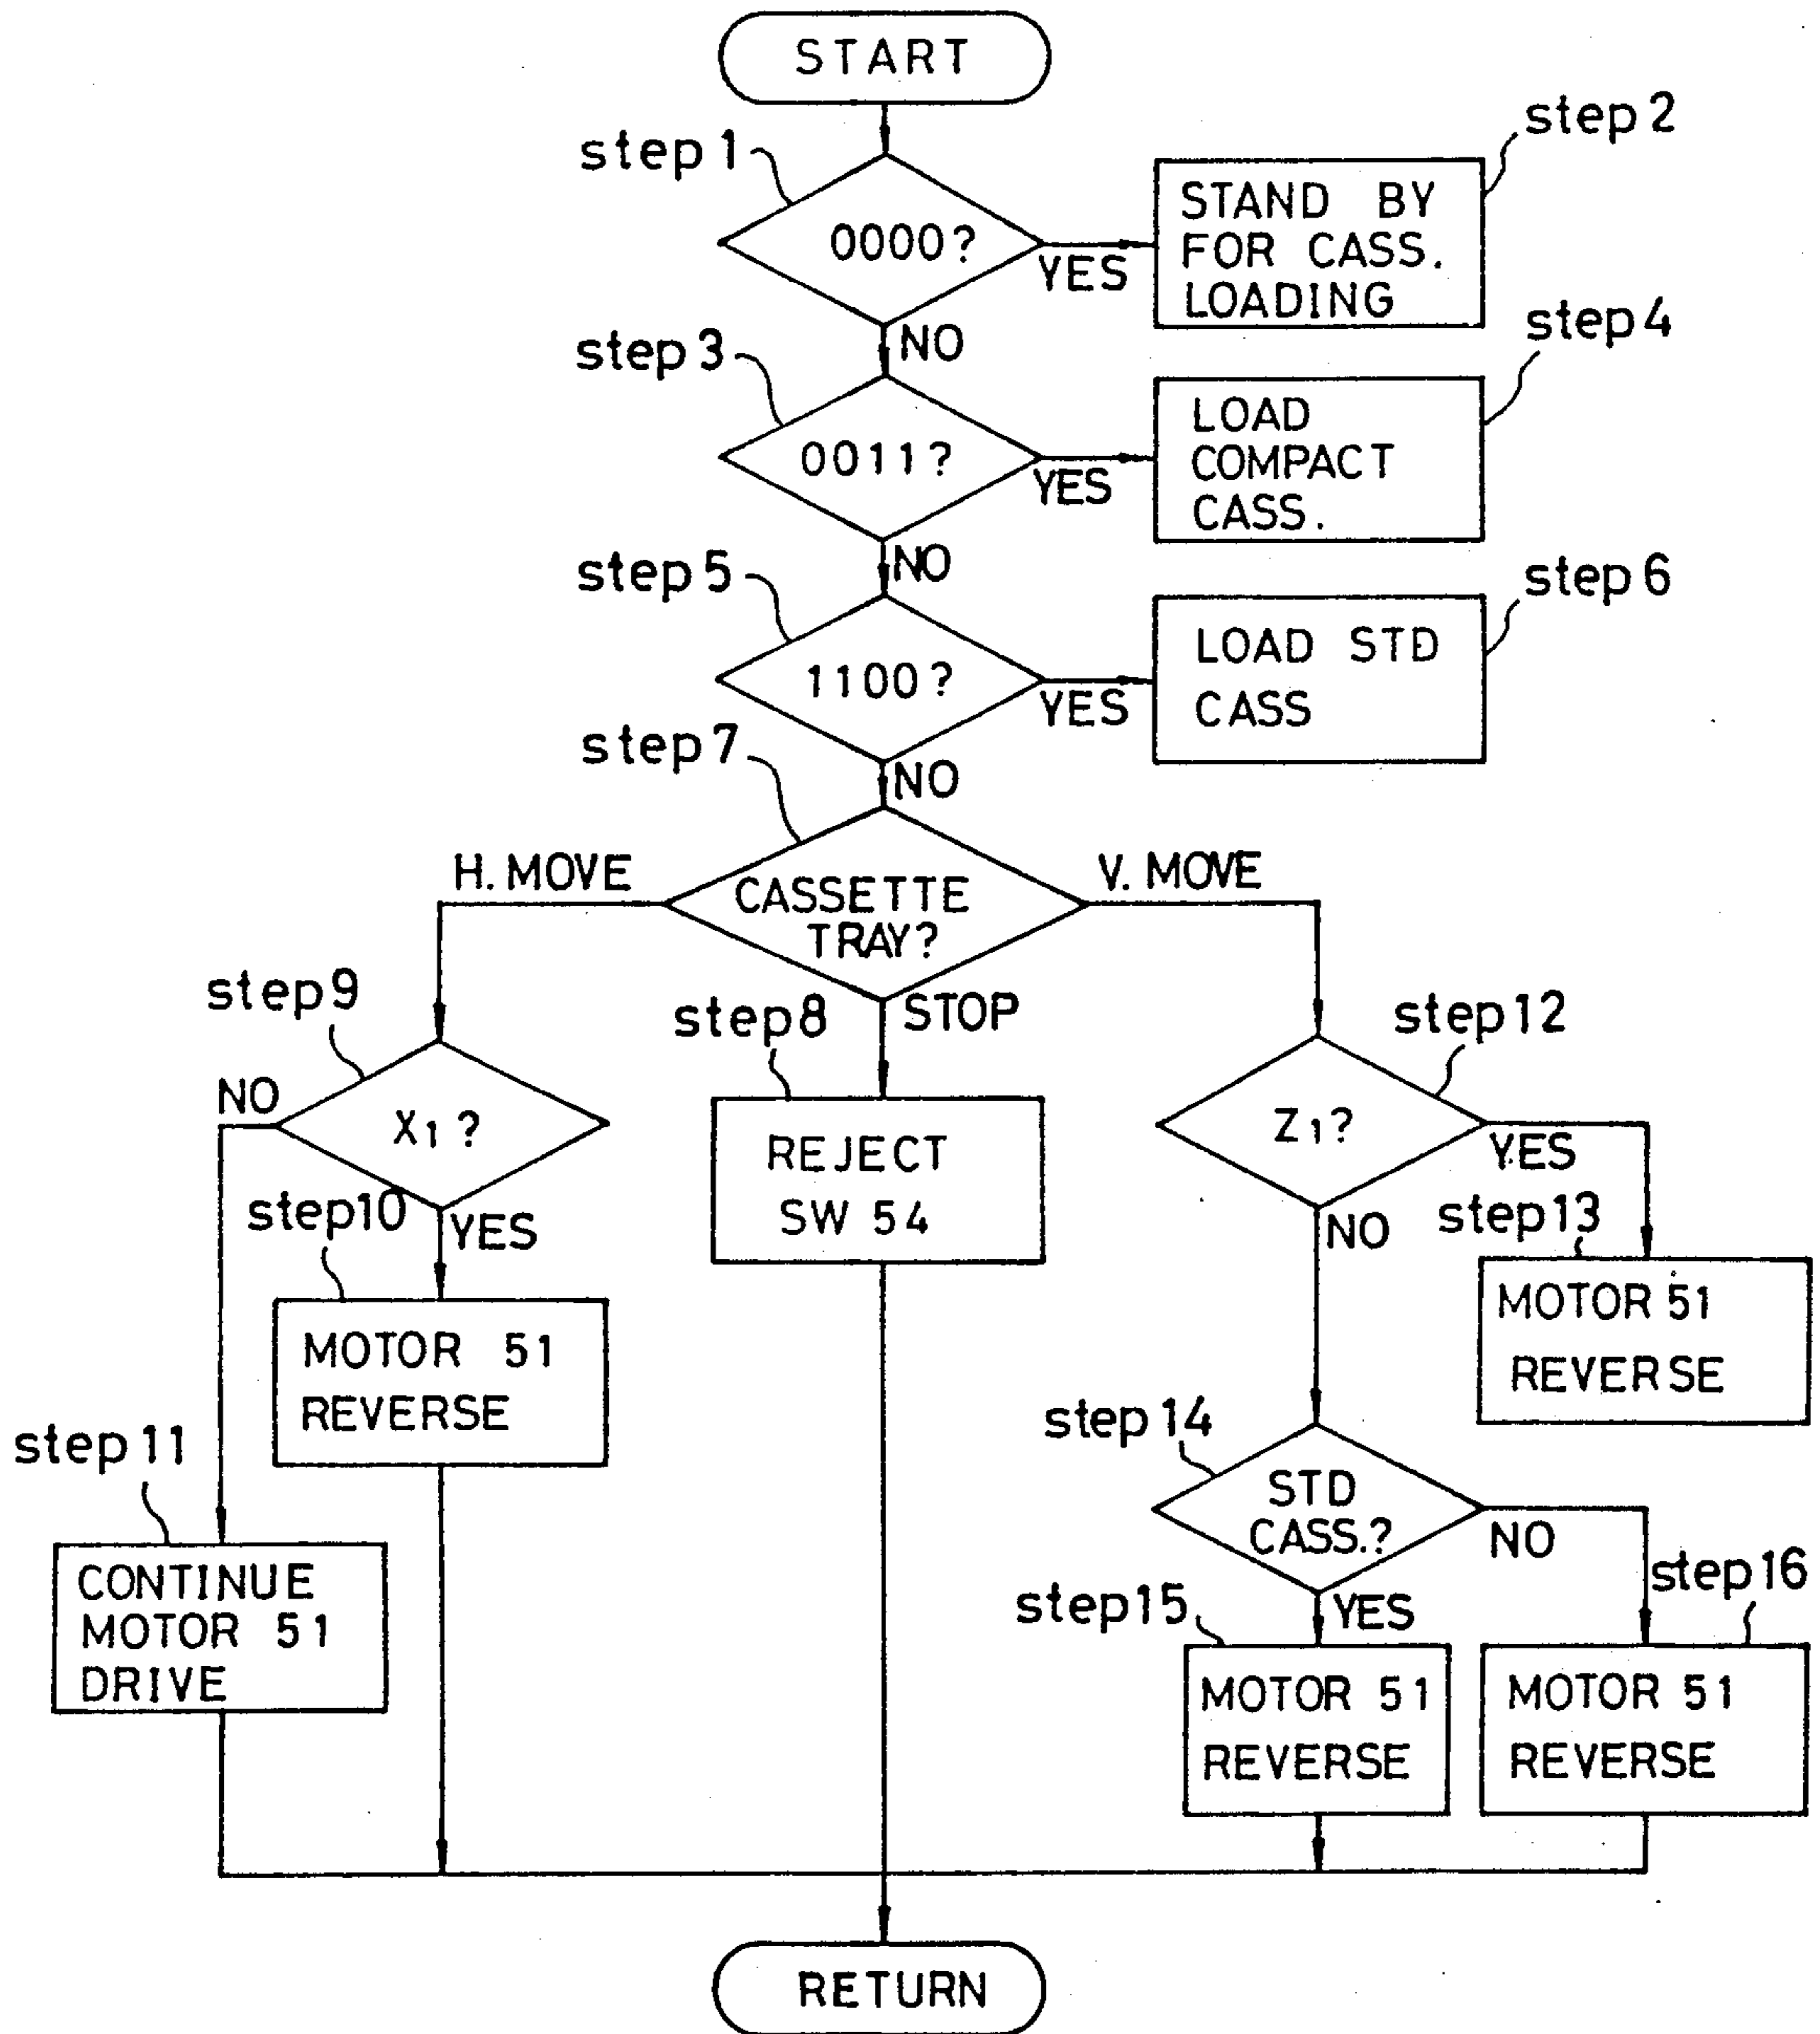 START
step 1
step 2
0000?
YES
STAND BY
FOR CASS.
LOADING
NO
step 3
step 4
0011?
YES
LOAD
COMPACT
CASS.
NO
step 5
step 6
1100?
YES
LOAD STD
CASS
NO
step 7
H. MOVE
V. MOVE
CASSETTE
TRAY?
STOP
step 9
step 8
step 12
NO
X1 ?
REJECT
SW 54
Z1?
YES
step 10
YES
NO
step 13
MOTOR 51
REVERSE
MOTOR 51
REVERSE
step 11
step 14
CONTINUE
MOTOR 51
DRIVE
STD
CASS.?
NO
step 15
YES
step 16
MOTOR 51
REVERSE
MOTOR 51
REVERSE
RETURN